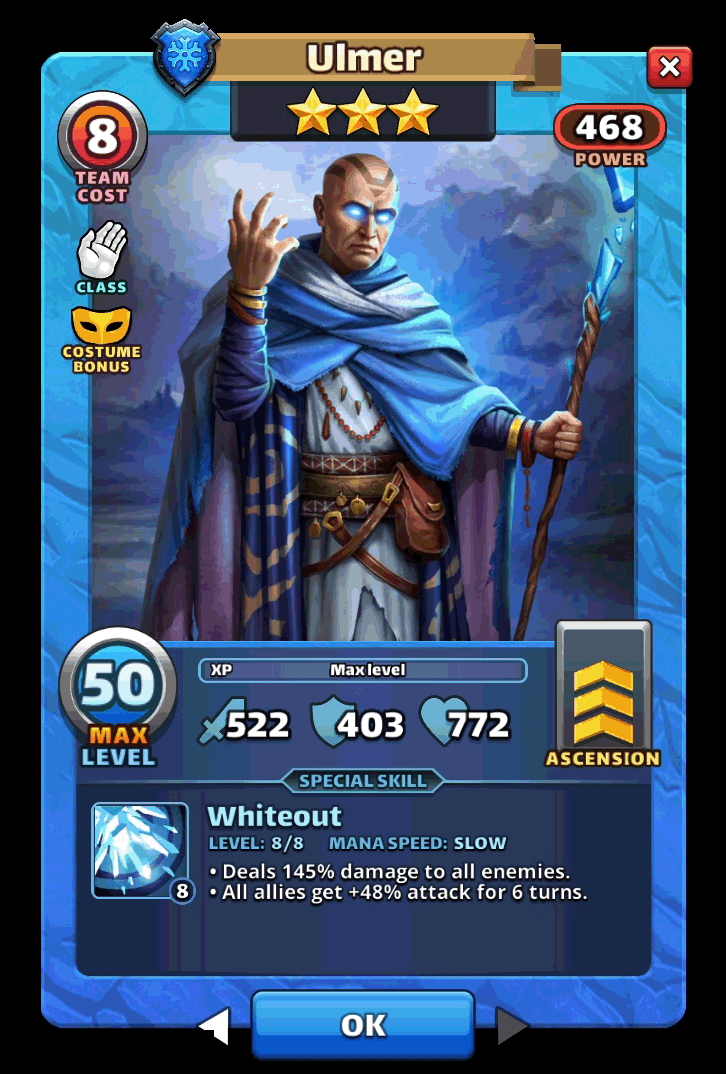 Ulmer
8
TEAM
COST
468
POWER
CLASS
COSTUME
BONUS
50
MAX
LEVEL
XP Max level
522 403 772
ASCENSION
SPECIAL SKILL
Whiteout
LEVEL: 8/8 MANA SPEED: SLOW
8
• Deals 145% damage to all enemies.
• All allies get +48% attack for 6 turns.
OK